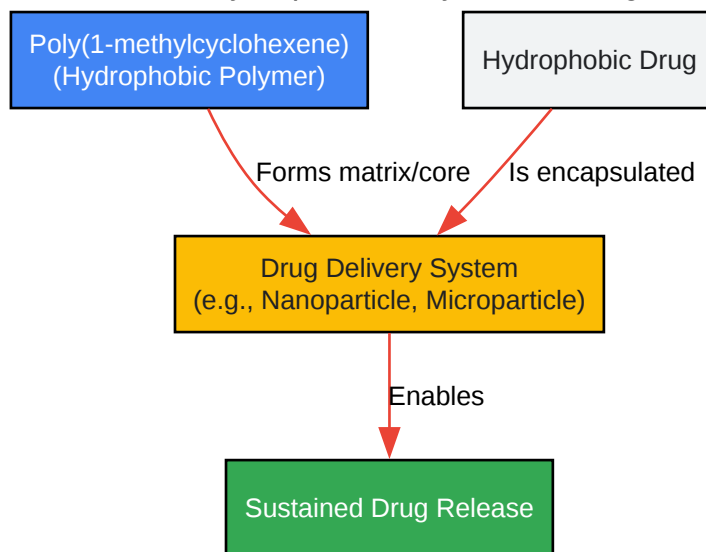 Poly(1-methylcyclohexene)
(Hydrophobic Polymer)
Hydrophobic Drug
Forms matrix/core
Is encapsulated
Drug Delivery System
(e.g., Nanoparticle, Microparticle)
Enables
Sustained Drug Release